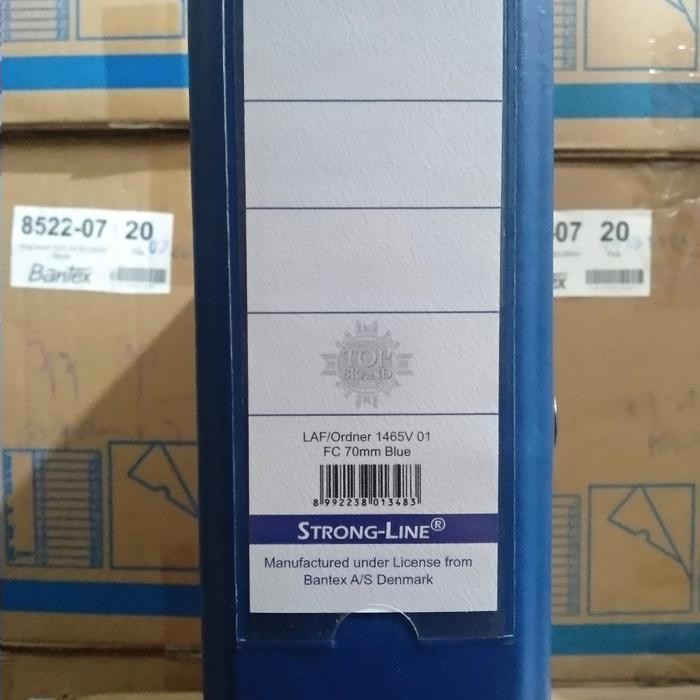 8522-07 20
Bantex
-07 20
TOP
BRAND
LAF/Ordner 1465V 01
FC 70mm Blue
8 992238 013483
STRONG-LINE®
Manufactured under License from
Bantex A/S Denmark